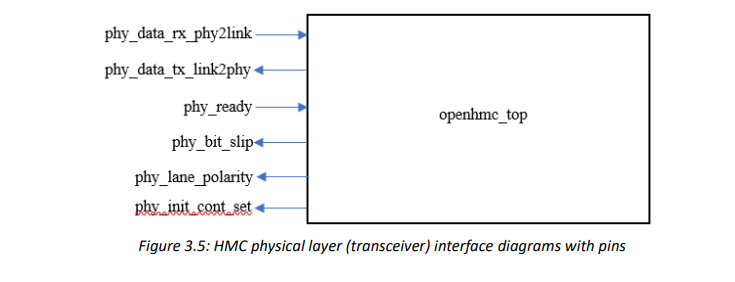 phy_data_rx_phy2link
phy_data_tx_link2phy
phy_ready
openhmc_top
phy_bit_slip
phy_lane_polarity
phy_init_cont_set
Figure 3.5: HMC physical layer (transceiver) interface diagrams with pins